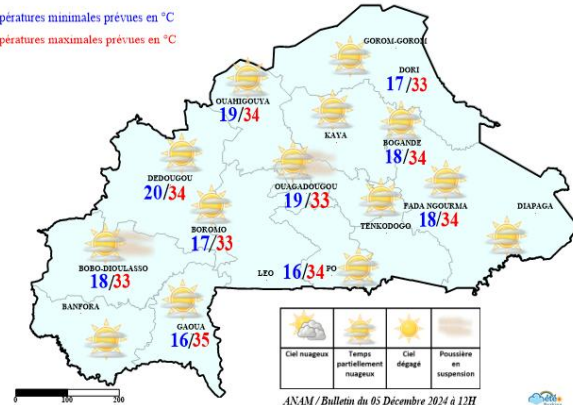 pératures minimales prévues en °C
pératures maximales prévues en °C
GOROM-GOROM
DORI
17/33
OUAHIGOUYA
19/34
KAYA
BOGANDE
18/34
DEDOUGOU
20/34
OUAGADOUGOU
19/33
FADA NGOURMA
18/34
DIAPAGA
TENKODOGO
BOROMO
17/33
BOBO-DIOULASSO
18/33
LEO
16/34
PO
BANFORA
GAOUA
16/35
Ciel nuageux
Temps partiellement nuageux
Ciel dégagé
Poussière en suspension
0 100 200
ANAM / Bulletin du 05 Décembre 2024 à 12H